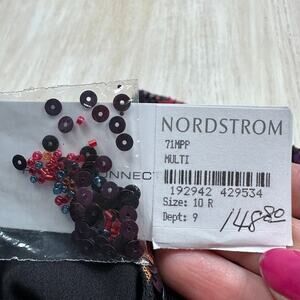 NORDSTROM
71MPP
MULTI
192942 429534
Size: 10 R
Dept: 9
14880